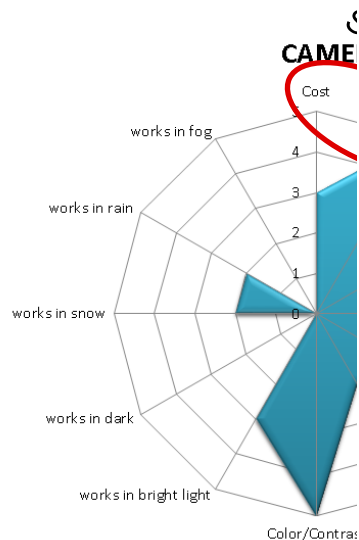 S
CAME
Cost
5
4
works in fog
3
works in rain
2
1
works in snow
0
works in dark
works in bright light
Color/Contras